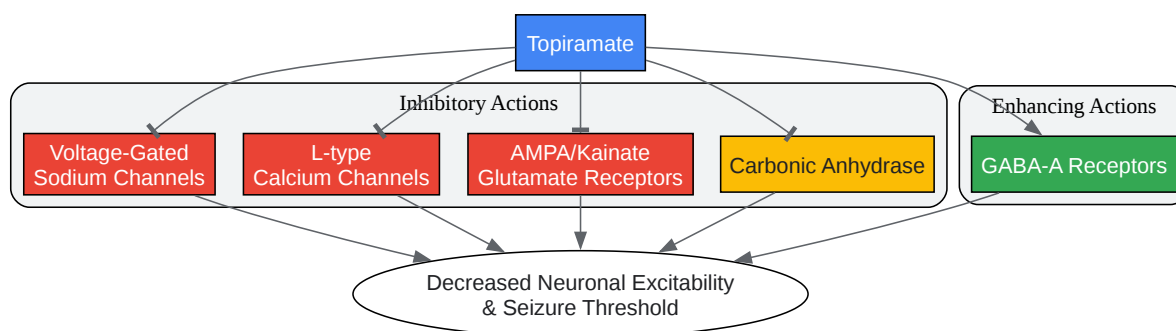 Topiramate
Inhibitory Actions
Enhancing Actions
Voltage-Gated
Sodium Channels
L-type
Calcium Channels
AMPA/Kainate
Glutamate Receptors
Carbonic Anhydrase
GABA-A Receptors
Decreased Neuronal Excitability
& Seizure Threshold